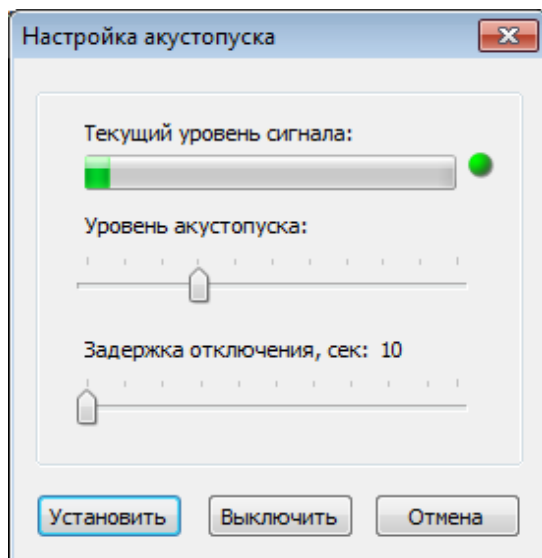 Настройка акустопуска
Текущий уровень сигнала:
Уровень акустопуска:
Задержка отключения, сек: 10
Установить Выключить Отмена